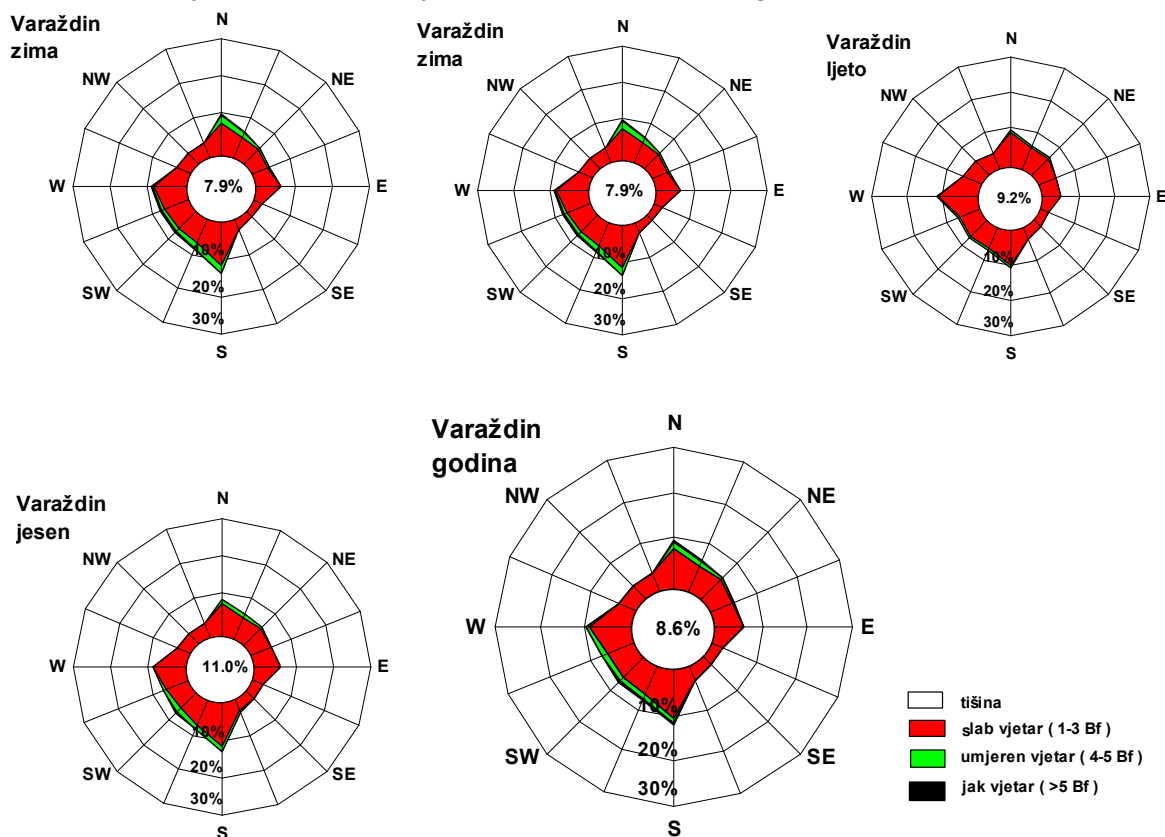 Varaždin
zima
N
NW
NE
W
7.9%
E
10%
SW
20%
SE
30%
S
Varaždin
zima
N
NW
NE
W
7.9%
E
10%
SW
20%
SE
30%
S
Varaždin
ljeto
N
NW
NE
W
9.2%
E
10%
SW
20%
SE
30%
S
Varaždin
jesen
N
NW
NE
W
11.0%
E
10%
SW
20%
SE
30%
S
Varaždin
godina
N
NW
NE
W
8.6%
E
10%
SW
20%
SE
30%
S
tišina
slab vjetar ( 1-3 Bf )
umjeren vjetar ( 4-5 Bf )
jak vjetar ( >5 Bf )